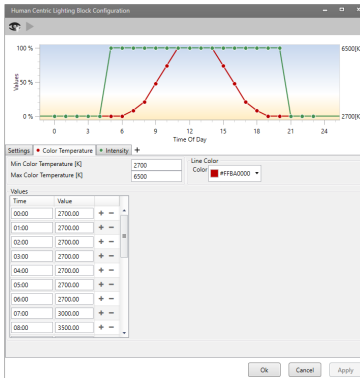 Human Centric Lighting Block Configuration
100 %
6500[K]
50 %
Values
0 %
2700[K]
0 3 6 9 12 15 18 21 24
Time Of Day
Settings Color Temperature Intensity +
Min Color Temperature [K] 2700
Max Color Temperature [K] 6500
Line Color
Color #FFBA0000
Values
Time Value
00:00 2700.00 + −
01:00 2700.00 + −
02:00 2700.00 + −
03:00 2700.00 + −
04:00 2700.00 + −
05:00 2700.00 + −
06:00 2700.00 + −
07:00 3000.00 + −
08:00 3500.00 + −
Ok Cancel Apply